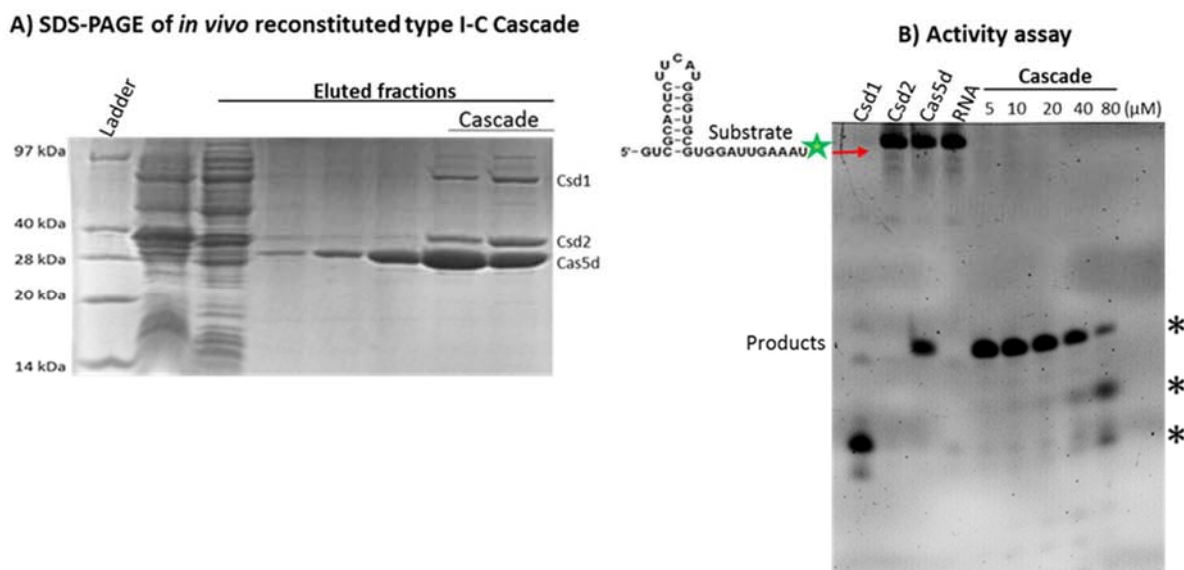 A) SDS-PAGE of in vivo reconstituted type I-C Cascade
Ladder
Eluted fractions
Cascade
97 kDa
40 kDa
28 kDa
20 kDa
14 kDa
Csd1
Csd2
Cas5d
B) Activity assay
Csd1
Csd2
Cas5d
RNA
Cascade
5 10 20 40 80 (μM)
Substrate
U C A
U U
U G
C G
U G
C G
A U
C G
G C
5'- GUC GUGGAUUGAAAU
Products
*
*
*